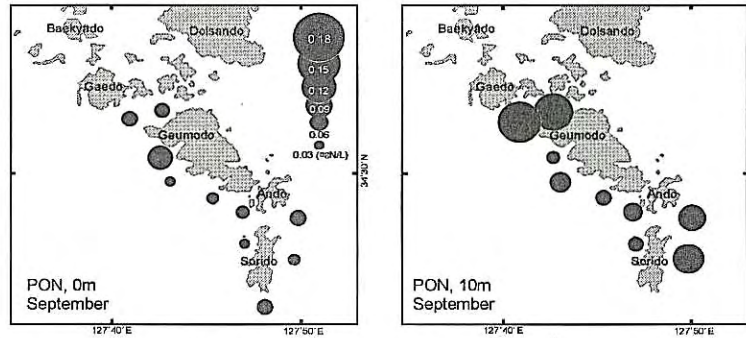 Baekyado
Dolsando
Gaedo
Geumodo
Ando
Sorido
0.18
0.15
0.12
0.09
0.06
0.03 (㎎N/L)
34°30'N
PON, 0m
September
127°40'E
127°50'E
Baekyado
Dolsando
Gaedo
Geumodo
Ando
Sorido
PON, 10m
September
127°40'E
127°50'E